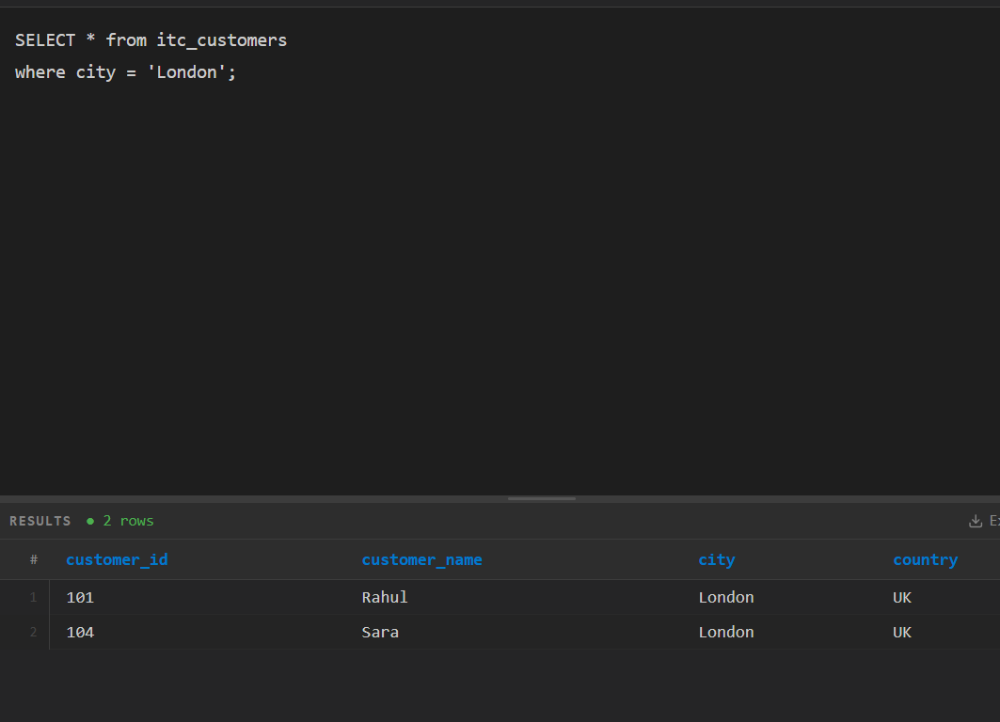 SELECT * from itc_customers
where city = 'London';
RESULTS ● 2 rows
# customer_id customer_name city country
1 101 Rahul London UK
2 104 Sara London UK